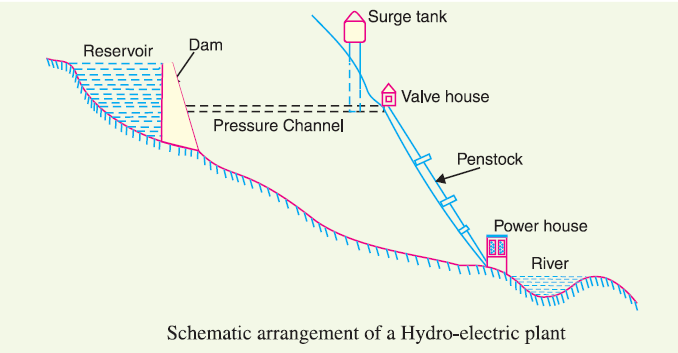 Surge tank
Reservoir
Dam
Valve house
Pressure Channel
Penstock
Power house
River
Schematic arrangement of a Hydro-electric plant